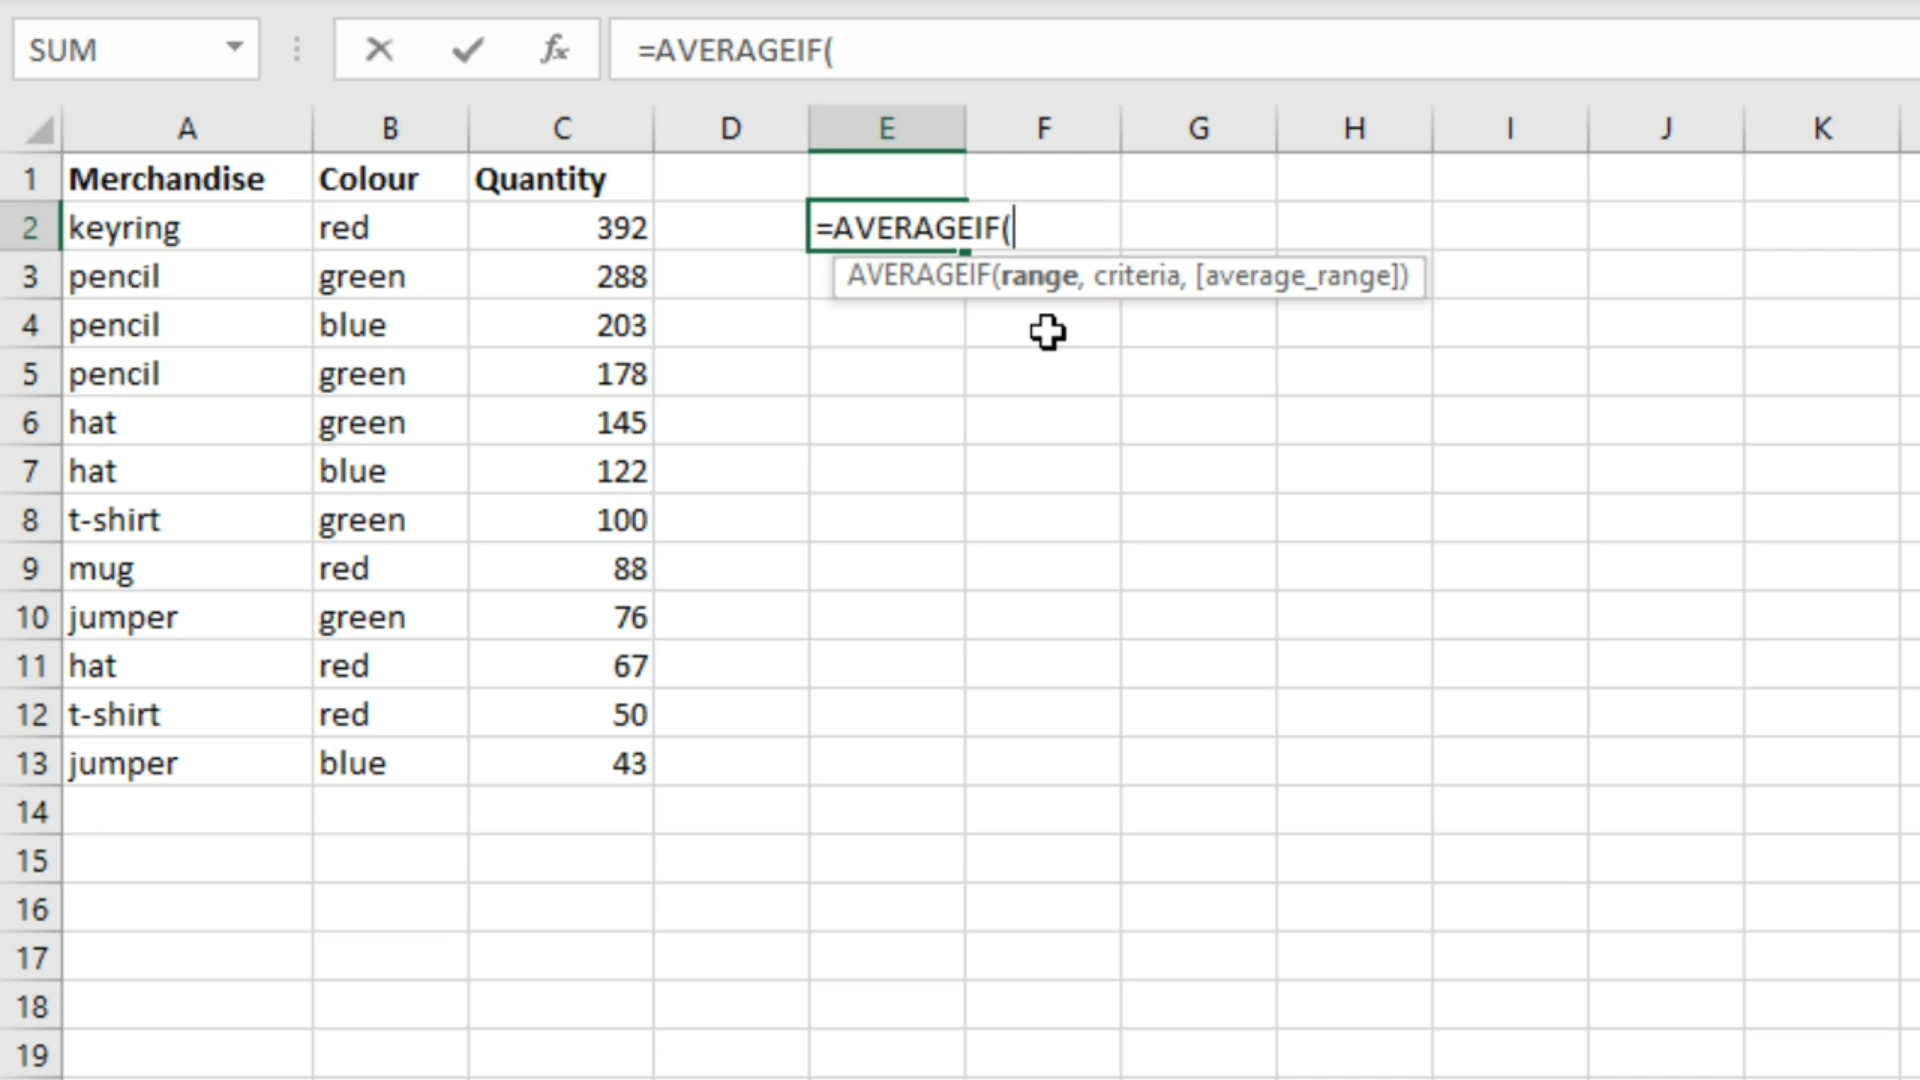 SUM =AVERAGEIF(
A B C D E F G H I J K
1 Merchandise Colour Quantity
2 keyring red 392 =AVERAGEIF(
3 pencil green 288 AVERAGEIF(range, criteria, [average_range])
4 pencil blue 203
5 pencil green 178
6 hat green 145
7 hat blue 122
8 t-shirt green 100
9 mug red 88
10 jumper green 76
11 hat red 67
12 t-shirt red 50
13 jumper blue 43
14
15
16
17
18
19